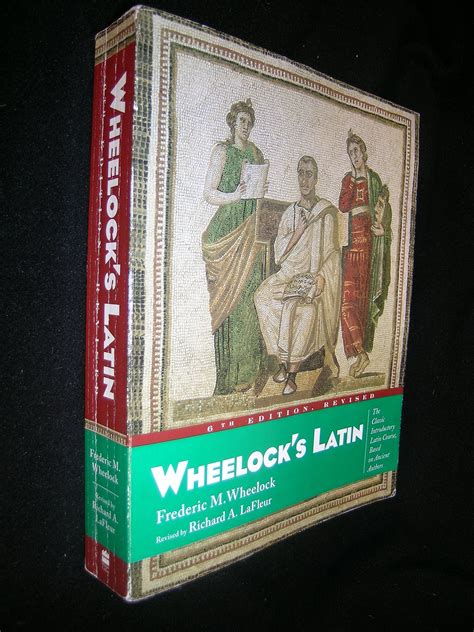 WHEELOCK'S LATIN
Frederic M.
Wheelock
Revised by
Richard A.
LaFleur
6TH EDITION, REVISED
WHEELOCK'S LATIN
Frederic M. Wheelock
Revised by Richard A. LaFleur
The
Classic
Introductory
Latin Course,
Based
on Ancient
Authors